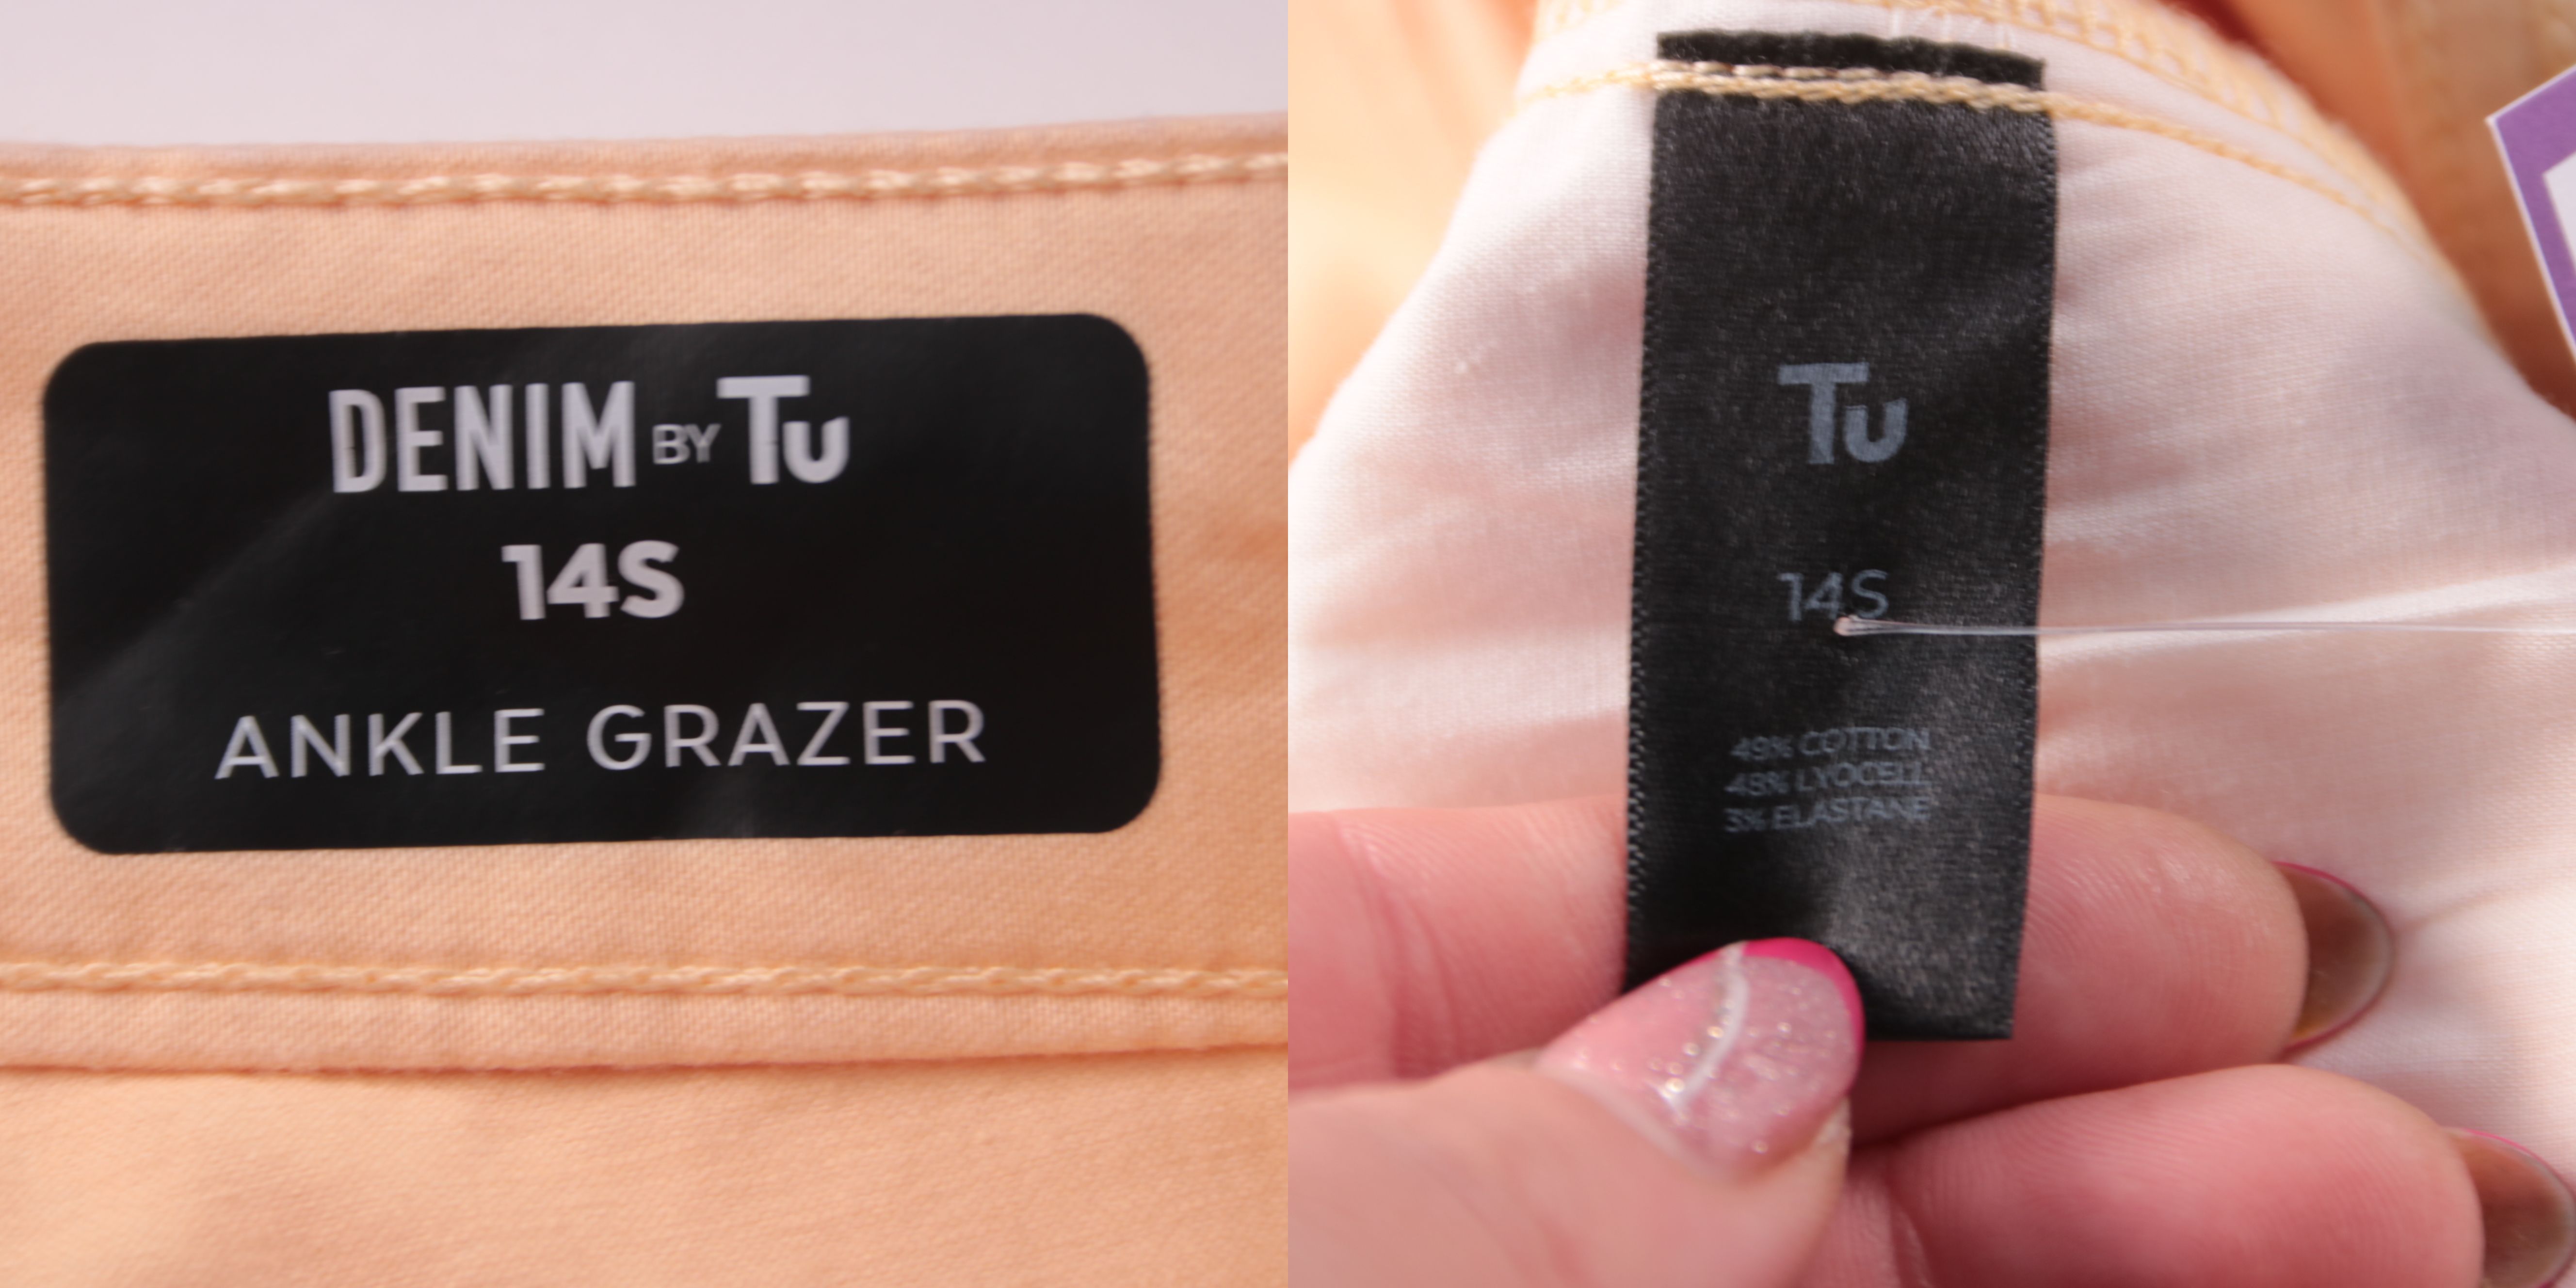 DENIM BY Tu
14S
ANKLE GRAZER
Tu
14S
49% COTTON
48% LYOCELL
3% ELASTANE